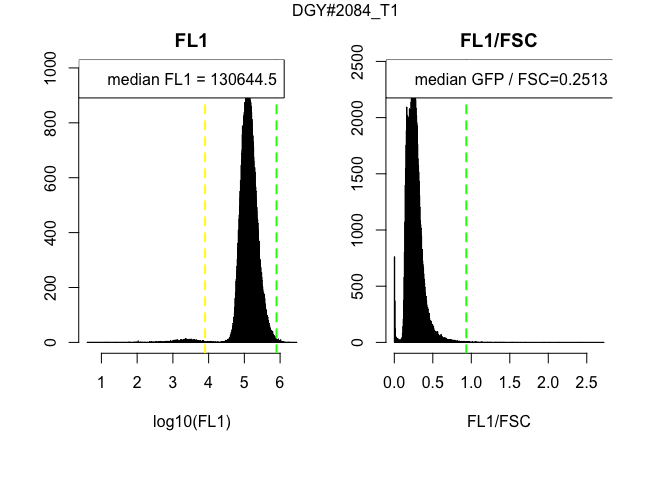 DGY#2084_T1
FL1
median FL1 = 130644.5
0
200
400
600
800
1000
1 2 3 4 5 6
log10(FL1)
FL1/FSC
median GFP / FSC=0.2513
0
500
1000
1500
2000
2500
0.0 0.5 1.0 1.5 2.0 2.5
FL1/FSC